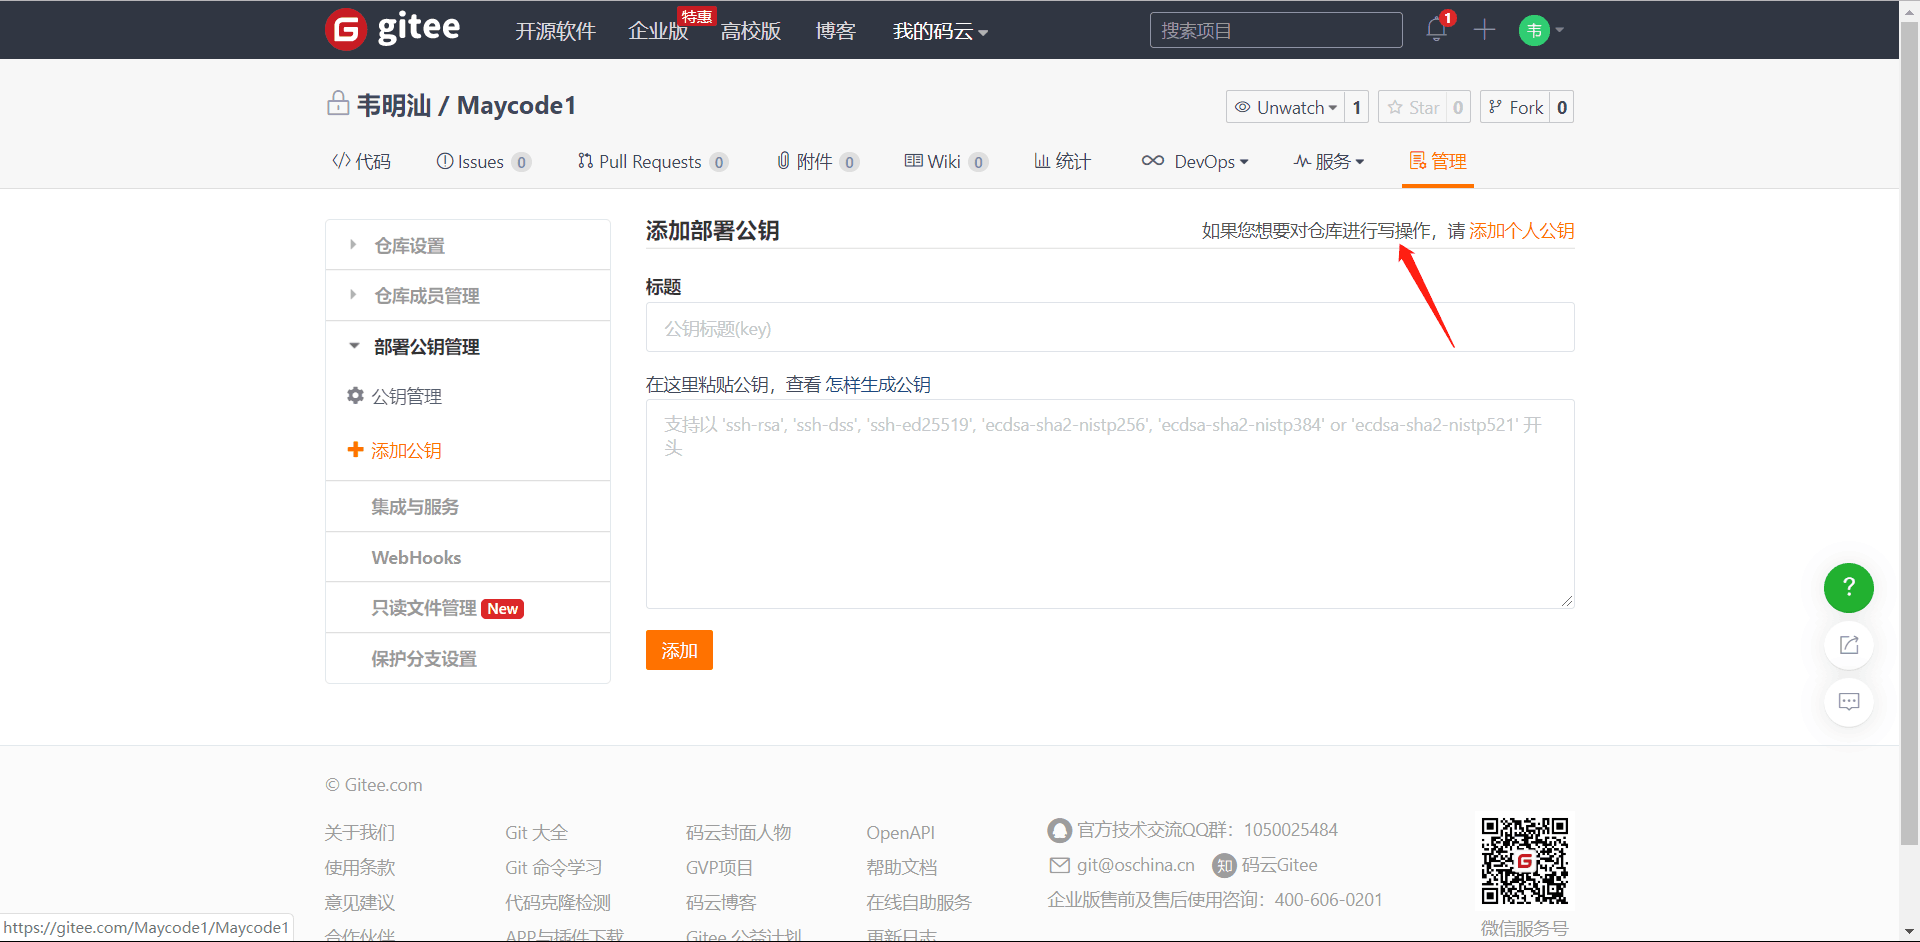 gitee
开源软件
企业版
特惠
高校版
博客
我的码云
搜索项目
1
韦
韦明汕 / Maycode1
Unwatch 1
Star 0
Fork 0
代码
Issues 0
Pull Requests 0
附件 0
Wiki 0
统计
DevOps
服务
管理
仓库设置
仓库成员管理
部署公钥管理
公钥管理
添加公钥
集成与服务
WebHooks
只读文件管理 New
保护分支设置
添加部署公钥
如果您想要对仓库进行写操作，请 添加个人公钥
标题
公钥标题(key)
在这里粘贴公钥，查看 怎样生成公钥
支持以 'ssh-rsa', 'ssh-dss', 'ssh-ed25519', 'ecdsa-sha2-nistp256', 'ecdsa-sha2-nistp384' or 'ecdsa-sha2-nistp521' 开
头
添加
?
© Gitee.com
关于我们
使用条款
意见建议
合作伙伴
Git 大全
Git 命令学习
代码克隆检测
APP与插件下载
码云封面人物
GVP项目
码云博客
Gitee 公益计划
OpenAPI
帮助文档
在线自助服务
更新日志
官方技术交流QQ群：1050025484
git@oschina.cn
知 码云Gitee
企业版售前及售后使用咨询：400-606-0201
G
微信服务号
https://gitee.com/Maycode1/Maycode1